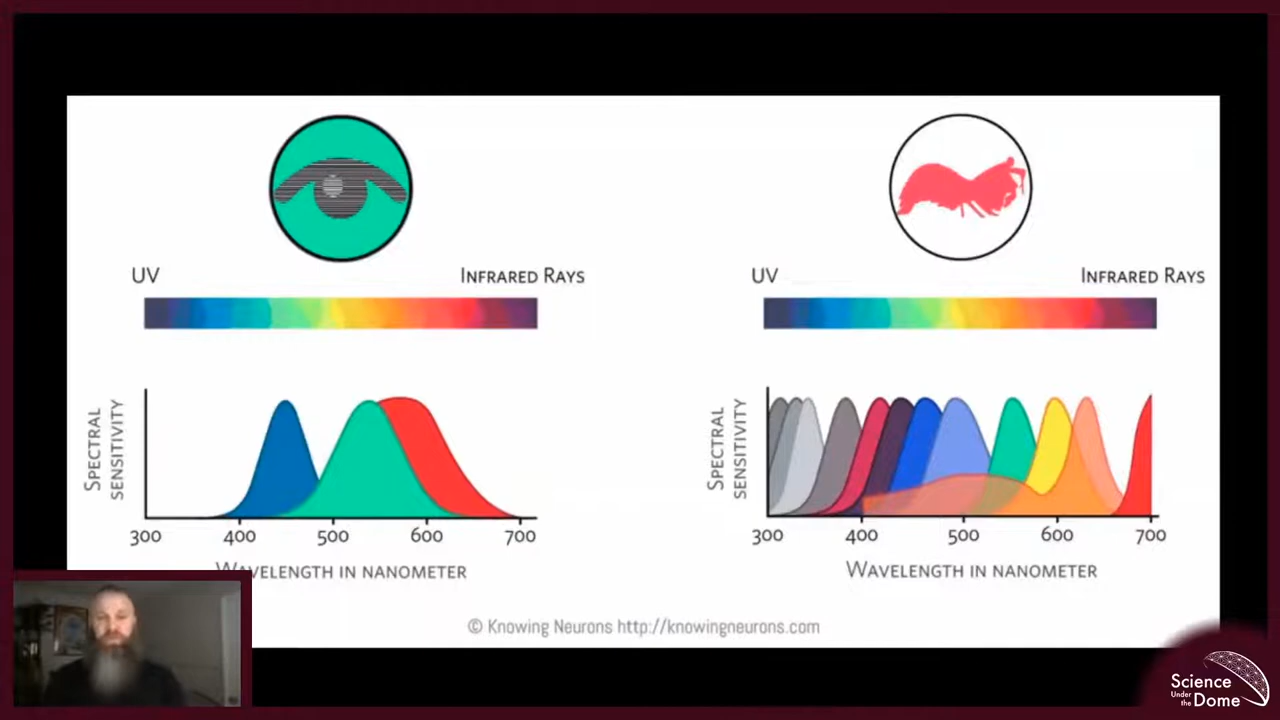 UV INFRARED RAYS
UV INFRARED RAYS
SPECTRAL
SENSITIVITY
300 400 500 600 700
WAVELENGTH IN NANOMETER
SPECTRAL
SENSITIVITY
300 400 500 600 700
WAVELENGTH IN NANOMETER
© Knowing Neurons http://knowingneurons.com
Science
Under
the
Dome